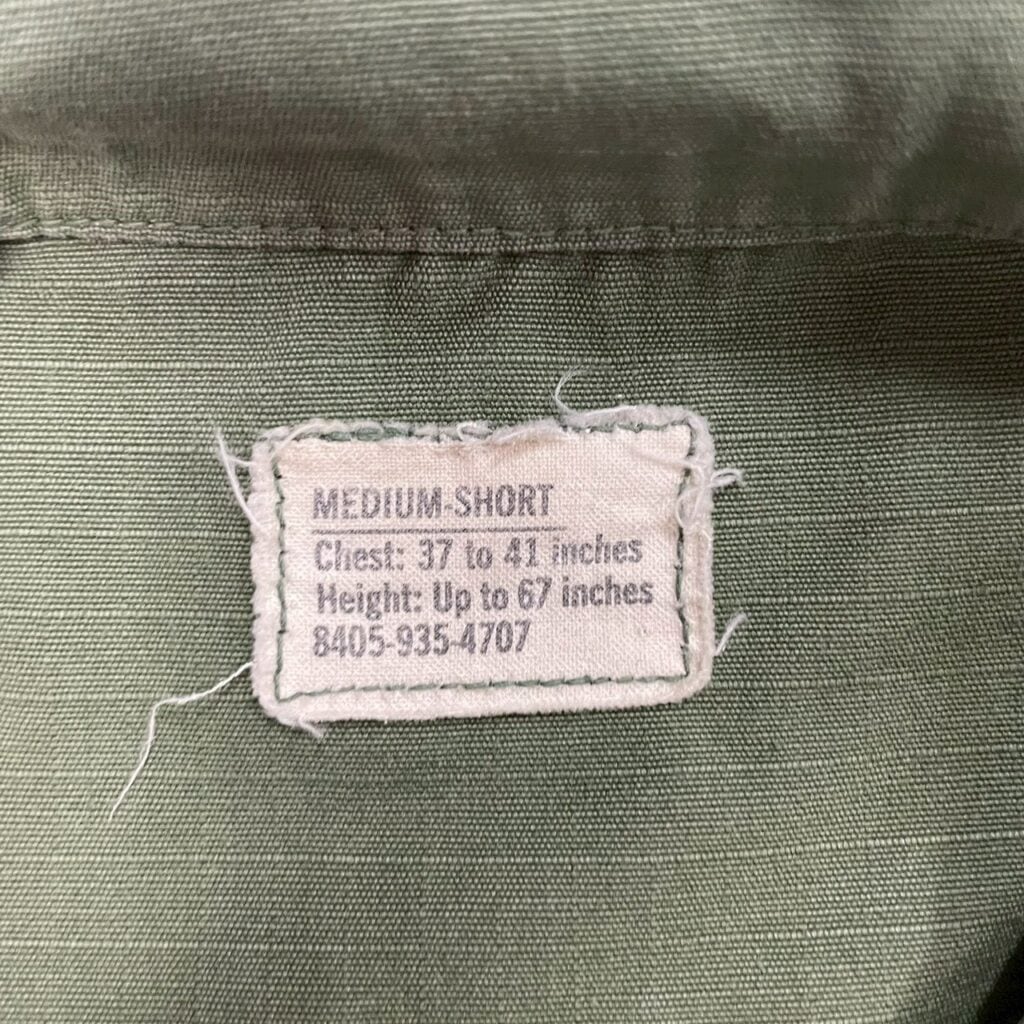 MEDIUM-SHORT
Chest: 37 to 41 inches
Height: Up to 67 inches
8405-935-4707